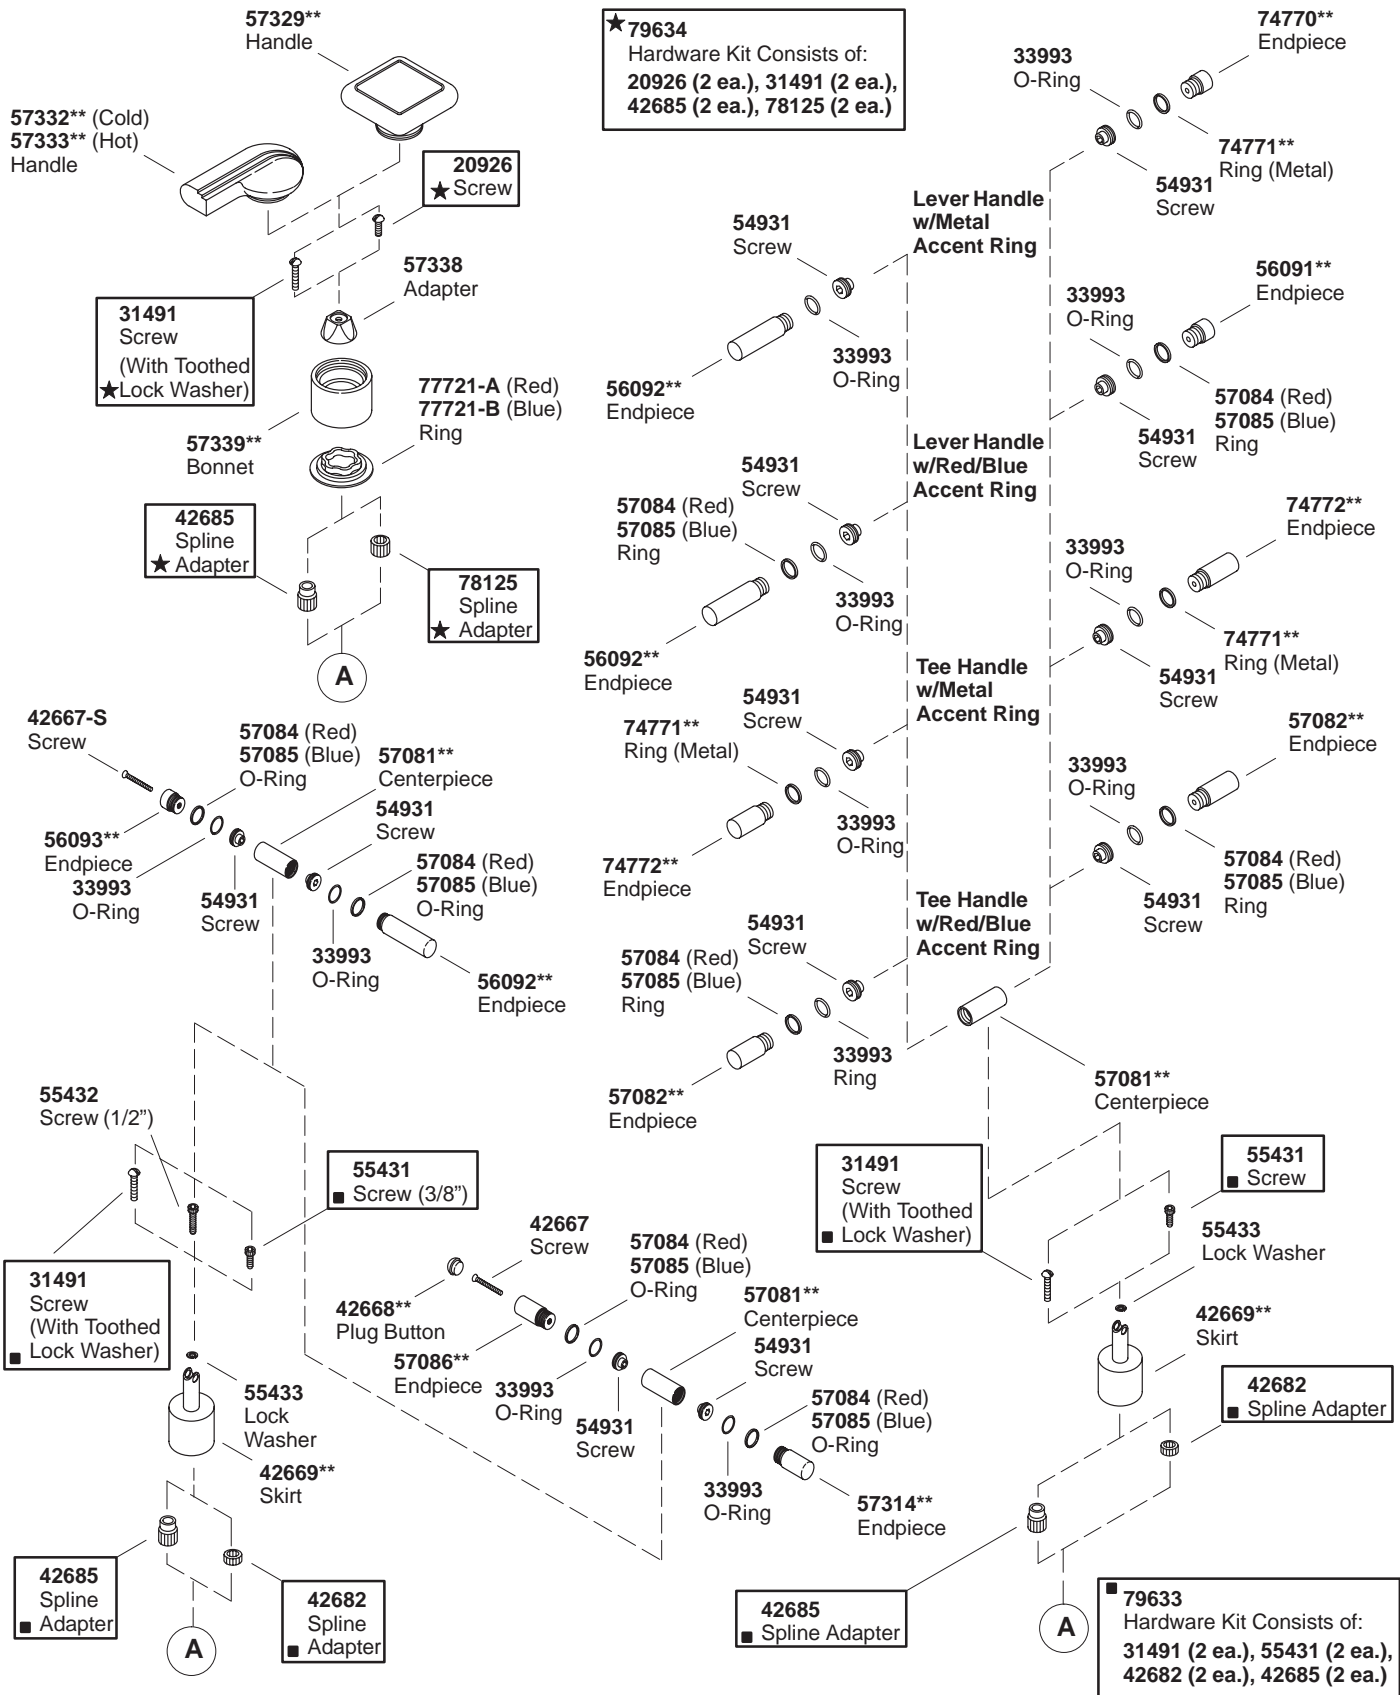 57329**
Handle
★ 79634
Hardware Kit Consists of:
20926 (2 ea.), 31491 (2 ea.),
42685 (2 ea.), 78125 (2 ea.)
74770**
Endpiece
33993
O-Ring
74771**
Ring (Metal)
54931
Screw
57332** (Cold)
57333** (Hot)
Handle
20926
★ Screw
57338
Adapter
31491
Screw
(With Toothed
★ Lock Washer)
77721-A (Red)
77721-B (Blue)
Ring
57339**
Bonnet
42685
Spline
★ Adapter
78125
Spline
★ Adapter
A
Lever Handle
w/Metal
Accent Ring
54931
Screw
33993
O-Ring
56092**
Endpiece
56091**
Endpiece
33993
O-Ring
57084 (Red)
57085 (Blue)
Ring
54931
Screw
Lever Handle
w/Red/Blue
Accent Ring
54931
Screw
57084 (Red)
57085 (Blue)
Ring
33993
O-Ring
56092**
Endpiece
74772**
Endpiece
33993
O-Ring
74771**
Ring (Metal)
54931
Screw
Tee Handle
w/Metal
Accent Ring
54931
Screw
74771**
Ring (Metal)
33993
O-Ring
74772**
Endpiece
57082**
Endpiece
33993
O-Ring
57084 (Red)
57085 (Blue)
Ring
54931
Screw
Tee Handle
w/Red/Blue
Accent Ring
54931
Screw
57084 (Red)
57085 (Blue)
Ring
33993
Ring
57082**
Endpiece
57081**
Centerpiece
42667-S
Screw
57084 (Red)
57085 (Blue)
O-Ring
57081**
Centerpiece
54931
Screw
56093**
Endpiece
33993
O-Ring
54931
Screw
57084 (Red)
57085 (Blue)
O-Ring
33993
O-Ring
56092**
Endpiece
55432
Screw (1/2”)
55431
■ Screw (3/8”)
31491
Screw
(With Toothed
■ Lock Washer)
55433
Lock
Washer
42669**
Skirt
42685
Spline
■ Adapter
42682
Spline
■ Adapter
A
42667
Screw
57084 (Red)
57085 (Blue)
O-Ring
57081**
Centerpiece
42668**
Plug Button
54931
Screw
57086**
Endpiece
33993
O-Ring
54931
Screw
57084 (Red)
57085 (Blue)
O-Ring
33993
O-Ring
57314**
Endpiece
31491
Screw
(With Toothed
■ Lock Washer)
55431
■ Screw
55433
Lock Washer
42669**
Skirt
42682
■ Spline Adapter
42685
■ Spline Adapter
A
■ 79633
Hardware Kit Consists of:
31491 (2 ea.), 55431 (2 ea.),
42682 (2 ea.), 42685 (2 ea.)